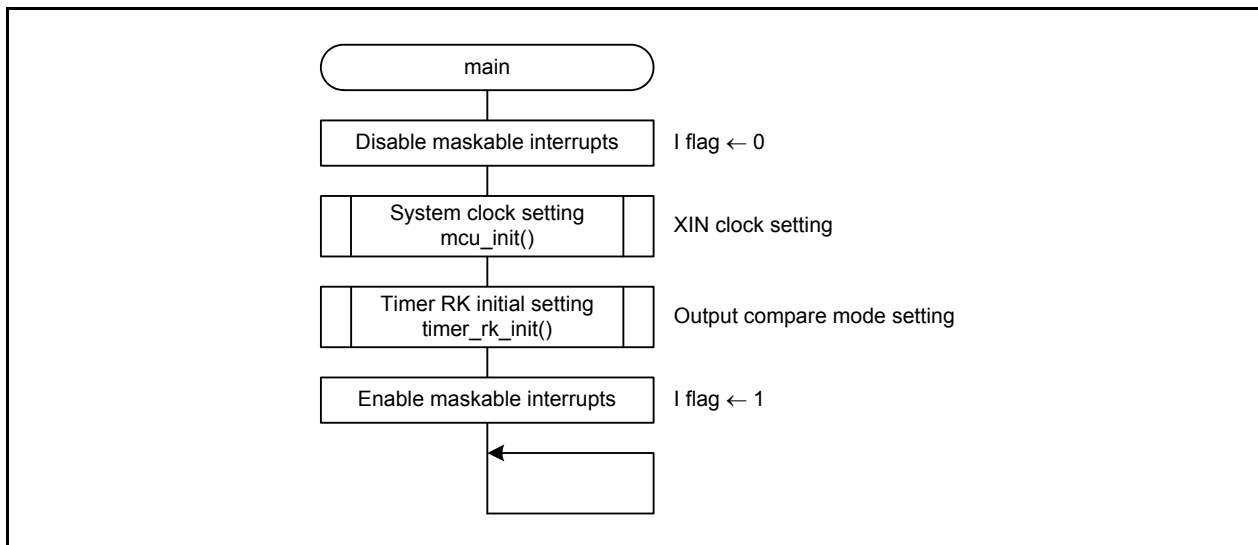 main
Disable maskable interrupts
I flag ← 0
System clock setting
mcu_init()
XIN clock setting
Timer RK initial setting
timer_rk_init()
Output compare mode setting
Enable maskable interrupts
I flag ← 1